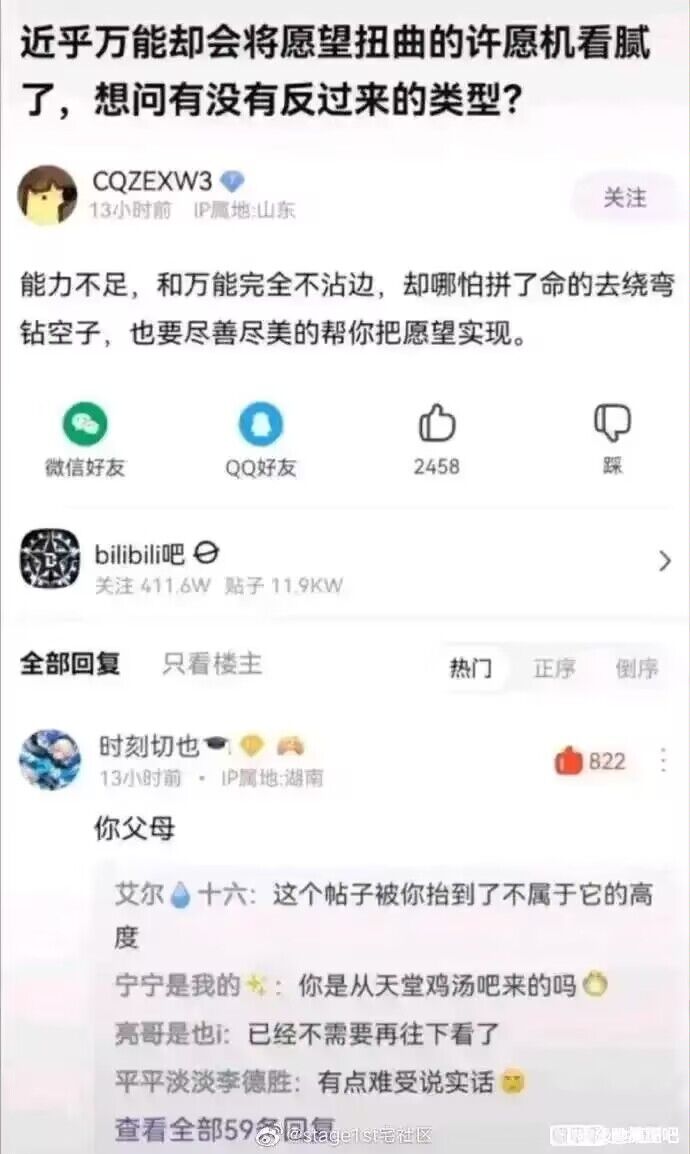 近乎万能却会将愿望扭曲的许愿机看腻
了，想问有没有反过来的类型？
CQZEXW3
关注
13小时前 IP属地:山东
能力不足，和万能完全不沾边，却哪怕拼了命的去绕弯
钻空子，也要尽善尽美的帮你把愿望实现。
微信好友 QQ好友 2458 踩
bilibili吧
关注 411.6W 贴子 11.9KW
全部回复 只看楼主 热门 正序 倒序
时刻切也
822
13小时前 · IP属地:湖南
你父母
艾尔💧十六：这个帖子被你抬到了不属于它的高
度
宁宁是我的✨：你是从天堂鸡汤吧来的吗
亮哥是也i：已经不需要再往下看了
平平淡淡李德胜：有点难受说实话
查看全部59条回复
@stage1st宅社区